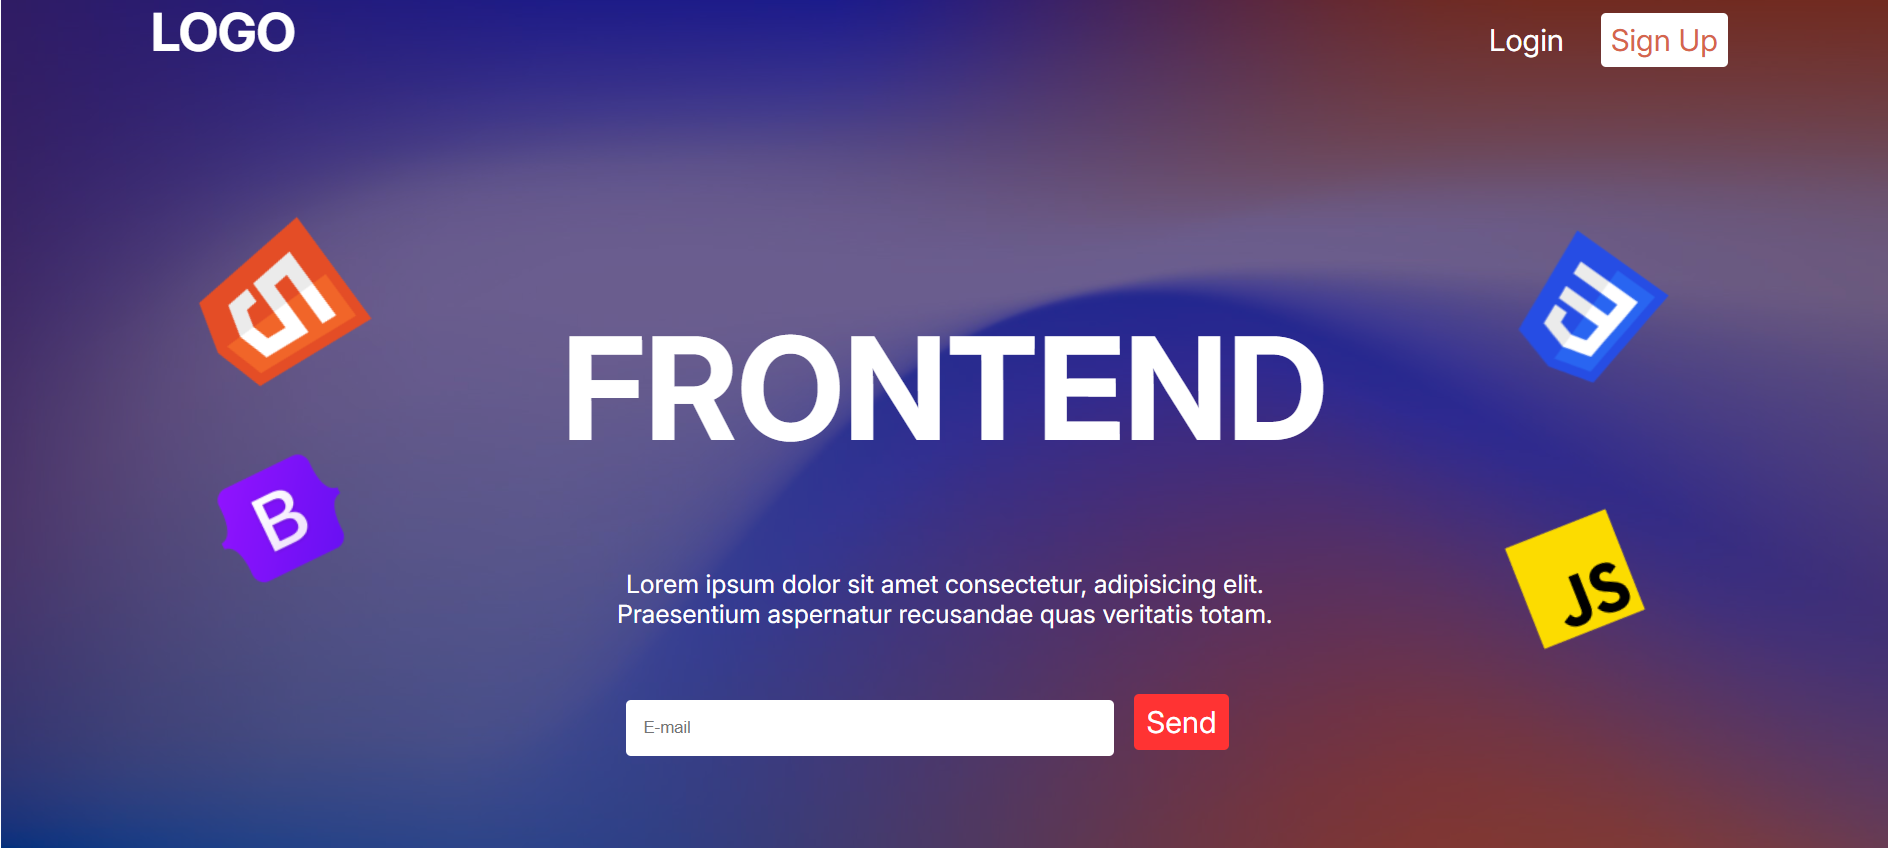 LOGO
Login
Sign Up
5
3
FRONTEND
B
JS
Lorem ipsum dolor sit amet consectetur, adipisicing elit.
Praesentium aspernatur recusandae quas veritatis totam.
E-mail
Send